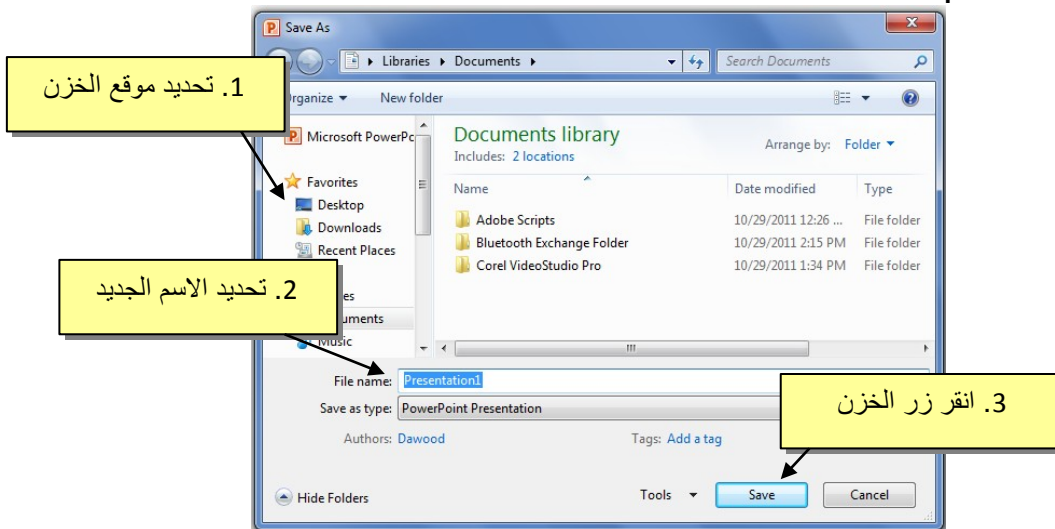 Save As
Libraries
Documents
Search Documents
1. تحديد موقع الخزن
New folder
Microsoft PowerPc
Documents library
Includes: 2 locations
Arrange by: Folder
Favorites
Name
Date modified
Type
Desktop
Adobe Scripts
10/29/2011 12:26 ...
File folder
Downloads
Bluetooth Exchange Folder
10/29/2011 2:15 PM
File folder
Recent Places
Corel VideoStudio Pro
10/29/2011 1:34 PM
File folder
2. تحديد الاسم الجديد
Music
File name: Presentation1
3. انقر زر الخزن
Save as type: PowerPoint Presentation
Authors: Dawood
Tags: Add a tag
Hide Folders
Tools
Save
Cancel